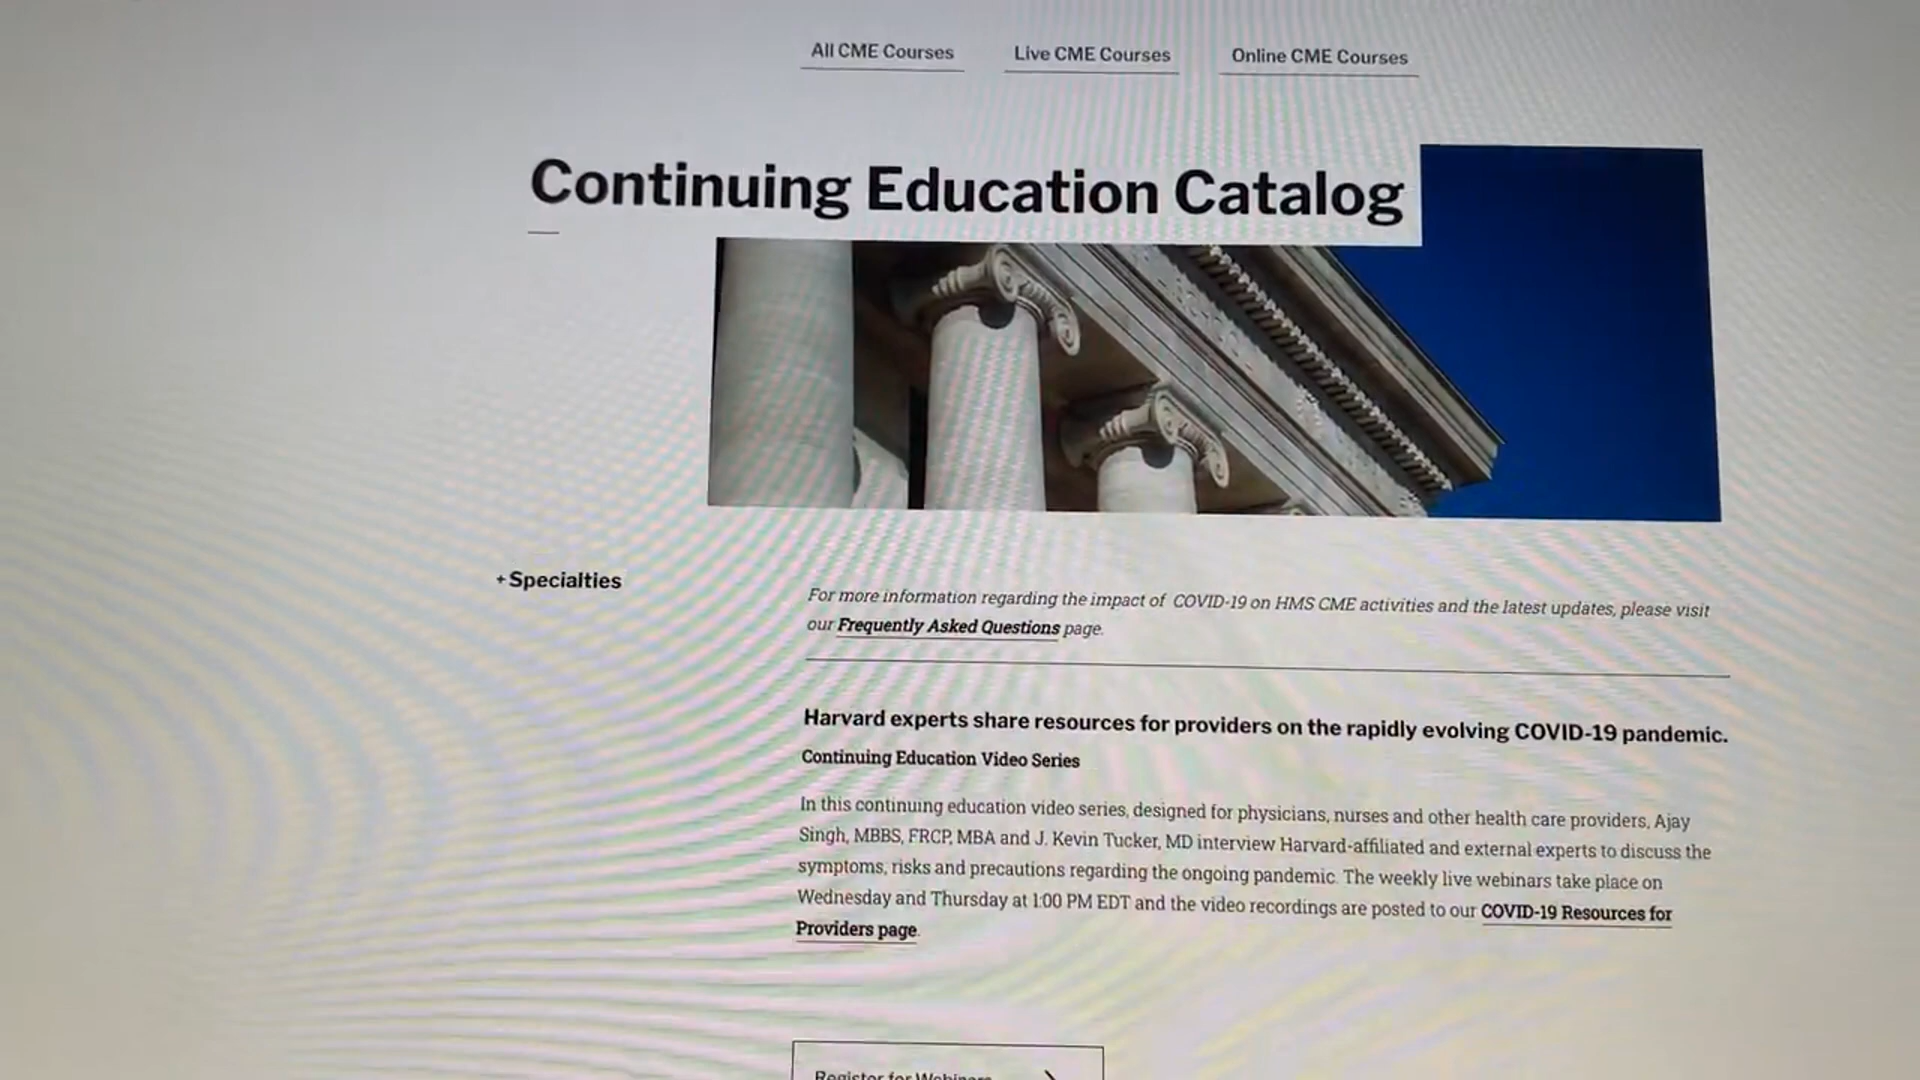 All CME Courses Live CME Courses Online CME Courses
Continuing Education Catalog
+ Specialties
For more information regarding the impact of COVID-19 on HMS CME activities and the latest updates, please visit
our Frequently Asked Questions page.
Harvard experts share resources for providers on the rapidly evolving COVID-19 pandemic.
Continuing Education Video Series
In this continuing education video series, designed for physicians, nurses and other health care providers, Ajay
Singh, MBBS, FRCP, MBA and J. Kevin Tucker, MD interview Harvard-affiliated and external experts to discuss the
symptoms, risks and precautions regarding the ongoing pandemic. The weekly live webinars take place on
Wednesday and Thursday at 1:00 PM EDT and the video recordings are posted to our COVID-19 Resources for
Providers page.
Register for Webinars